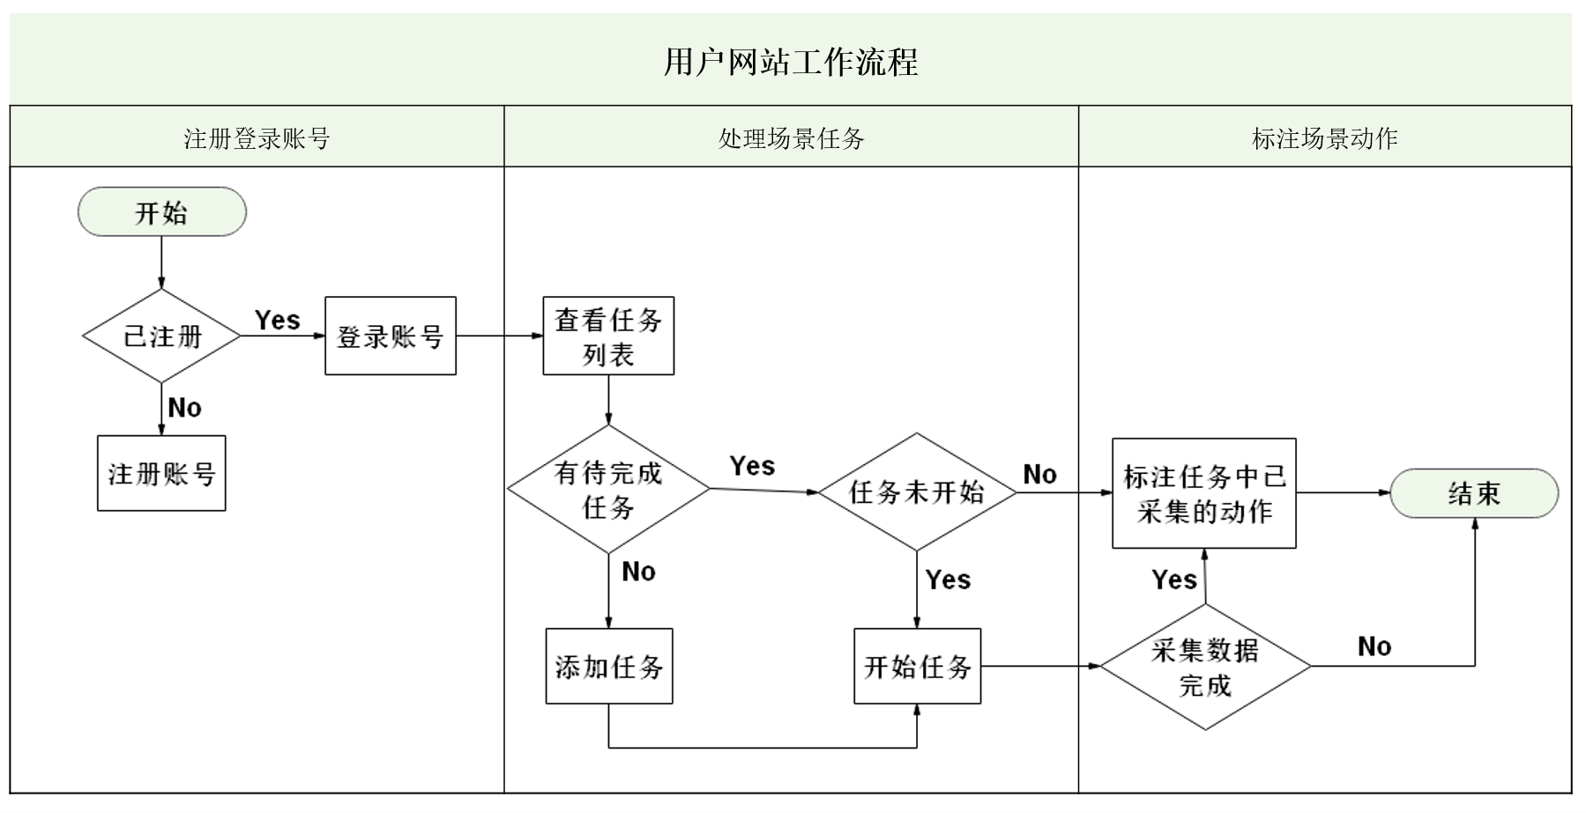 用户网站工作流程
注册登录账号
处理场景任务
标注场景动作
开始
已注册
Yes
登录账号
No
注册账号
查看任务
列表
有待完成
任务
Yes
任务未开始
No
No
添加任务
Yes
开始任务
标注任务中已
采集的动作
结束
Yes
采集数据
完成
No